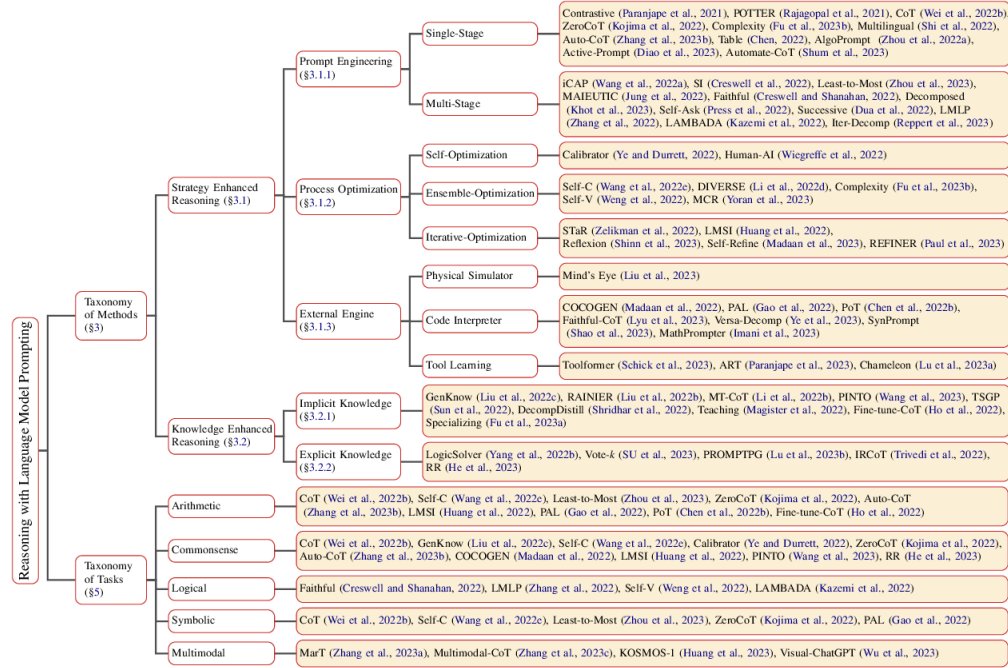 Reasoning with Language Model Prompting
Taxonomy
of Methods
(§3)
Strategy Enhanced
Reasoning (§3.1)
Prompt Engineering
(§3.1.1)
Single-Stage
Contrastive (Paranjape et al., 2021), POTTER (Rajagopal et al., 2021), CoT (Wei et al., 2022b)
ZeroCoT (Kojima et al., 2022), Complexity (Fu et al., 2023b), Multilingual (Shi et al., 2022),
Auto-CoT (Zhang et al., 2023b), Table (Chen, 2022), AlgoPrompt (Zhou et al., 2022a),
Active-Prompt (Diao et al., 2023), Automate-CoT (Shum et al., 2023)
Multi-Stage
iCAP (Wang et al., 2022a), SI (Creswell et al., 2022), Least-to-Most (Zhou et al., 2023),
MAIEUTIC (Jung et al., 2022), Faithful (Creswell and Shanahan, 2022), Decomposed
(Khot et al., 2023), Self-Ask (Press et al., 2022), Successive (Dua et al., 2022), LMLP
(Zhang et al., 2022), LAMBADA (Kazemi et al., 2022), Iter-Decomp (Reppert et al., 2023)
Process Optimization
(§3.1.2)
Self-Optimization
Calibrator (Ye and Durrett, 2022), Human-AI (Wiegreffe et al., 2022)
Ensemble-Optimization
Self-C (Wang et al., 2022e), DIVERSE (Li et al., 2022d), Complexity (Fu et al., 2023b),
Self-V (Weng et al., 2022), MCR (Yoran et al., 2023)
Iterative-Optimization
STaR (Zelikman et al., 2022), LMSI (Huang et al., 2022),
Reflexion (Shinn et al., 2023), Self-Refine (Madaan et al., 2023), REFINER (Paul et al., 2023)
External Engine
(§3.1.3)
Physical Simulator
Mind's Eye (Liu et al., 2023)
Code Interpreter
COCOGEN (Madaan et al., 2022), PAL (Gao et al., 2022), PoT (Chen et al., 2022b),
Faithful-CoT (Lyu et al., 2023), Versa-Decomp (Ye et al., 2023), SynPrompt
(Shao et al., 2023), MathPrompter (Imani et al., 2023)
Tool Learning
Toolformer (Schick et al., 2023), ART (Paranjape et al., 2023), Chameleon (Lu et al., 2023a)
Knowledge Enhanced
Reasoning (§3.2)
Implicit Knowledge
(§3.2.1)
GenKnow (Liu et al., 2022c), RAINIER (Liu et al., 2022b), MT-CoT (Li et al., 2022b), PINTO (Wang et al., 2023), TSGP
(Sun et al., 2022), DecompDistill (Shridhar et al., 2022), Teaching (Magister et al., 2022), Fine-tune-CoT (Ho et al., 2022),
Specializing (Fu et al., 2023a)
Explicit Knowledge
(§3.2.2)
LogicSolver (Yang et al., 2022b), Vote-k (SU et al., 2023), PROMPTPG (Lu et al., 2023b), IRCoT (Trivedi et al., 2022),
RR (He et al., 2023)
Taxonomy
of Tasks
(§5)
Arithmetic
CoT (Wei et al., 2022b), Self-C (Wang et al., 2022e), Least-to-Most (Zhou et al., 2023), ZeroCoT (Kojima et al., 2022), Auto-CoT
(Zhang et al., 2023b), LMSI (Huang et al., 2022), PAL (Gao et al., 2022), PoT (Chen et al., 2022b), Fine-tune-CoT (Ho et al., 2022)
Commonsense
CoT (Wei et al., 2022b), GenKnow (Liu et al., 2022c), Self-C (Wang et al., 2022e), Calibrator (Ye and Durrett, 2022), ZeroCoT (Kojima et al., 2022),
Auto-CoT (Zhang et al., 2023b), COCOGEN (Madaan et al., 2022), LMSI (Huang et al., 2022), PINTO (Wang et al., 2023), RR (He et al., 2023)
Logical
Faithful (Creswell and Shanahan, 2022), LMLP (Zhang et al., 2022), Self-V (Weng et al., 2022), LAMBADA (Kazemi et al., 2022)
Symbolic
CoT (Wei et al., 2022b), Self-C (Wang et al., 2022e), Least-to-Most (Zhou et al., 2023), ZeroCoT (Kojima et al., 2022), PAL (Gao et al., 2022)
Multimodal
MarT (Zhang et al., 2023a), Multimodal-CoT (Zhang et al., 2023c), KOSMOS-1 (Huang et al., 2023), Visual-ChatGPT (Wu et al., 2023)